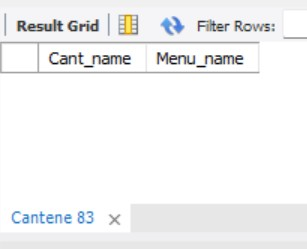 Result Grid Filter Rows:
Cant_name Menu_name
Cantene 83